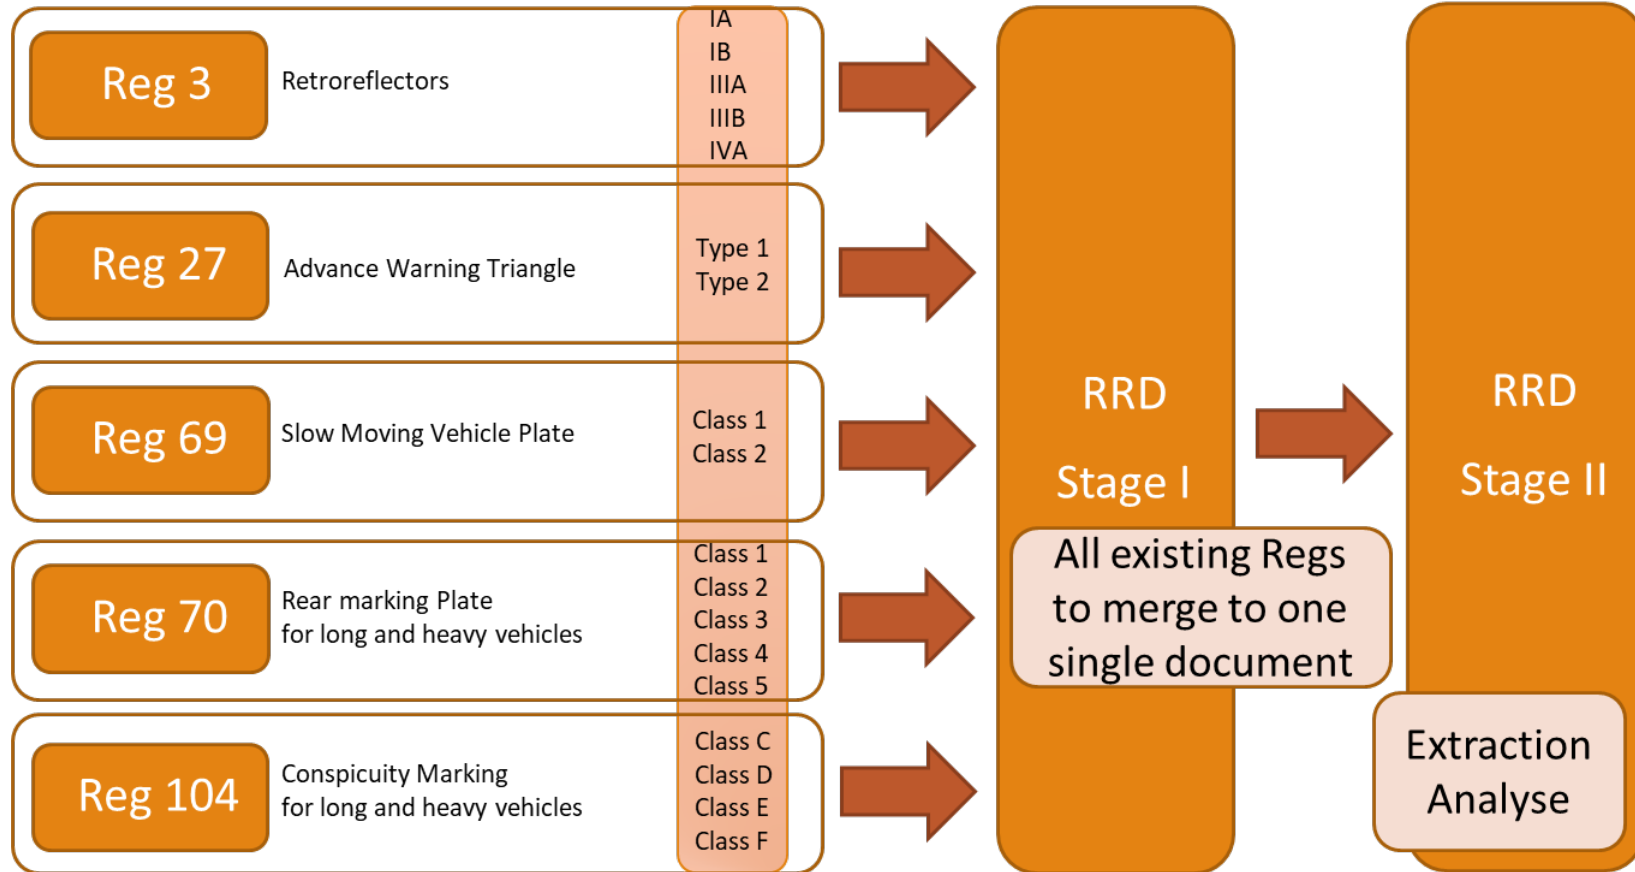 Reg 3
Retroreflectors
IA
IB
IIIA
IIIB
IVA
Reg 27
Advance Warning Triangle
Type 1
Type 2
Reg 69
Slow Moving Vehicle Plate
Class 1
Class 2
Reg 70
Rear marking Plate
for long and heavy vehicles
Class 1
Class 2
Class 3
Class 4
Class 5
Reg 104
Conspicuity Marking
for long and heavy vehicles
Class C
Class D
Class E
Class F
RRD
Stage I
All existing Regs
to merge to one
single document
RRD
Stage II
Extraction
Analyse